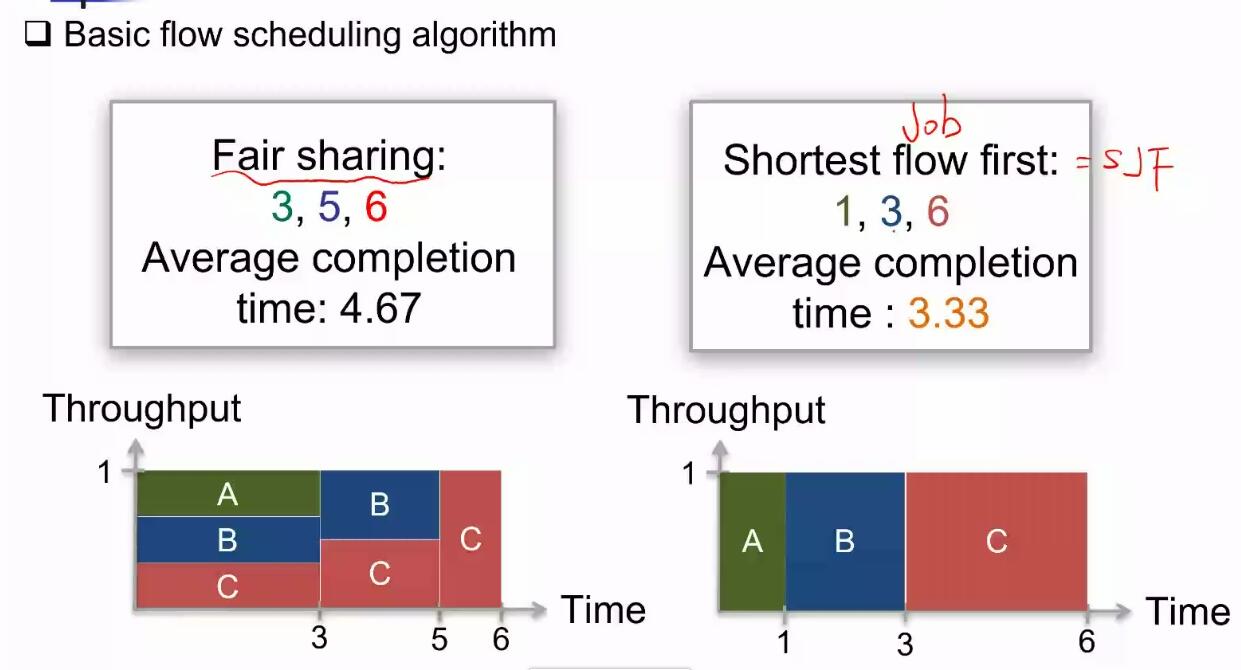 ❑ Basic flow scheduling algorithm
Fair sharing:
3, 5, 6
Average completion
time: 4.67
Job
Shortest flow first: = SJF
1, 3, 6
Average completion
time : 3.33
Throughput
1
A
B
C
B
C
C
3
5
6
Time
Throughput
1
A
B
C
1
3
6
Time